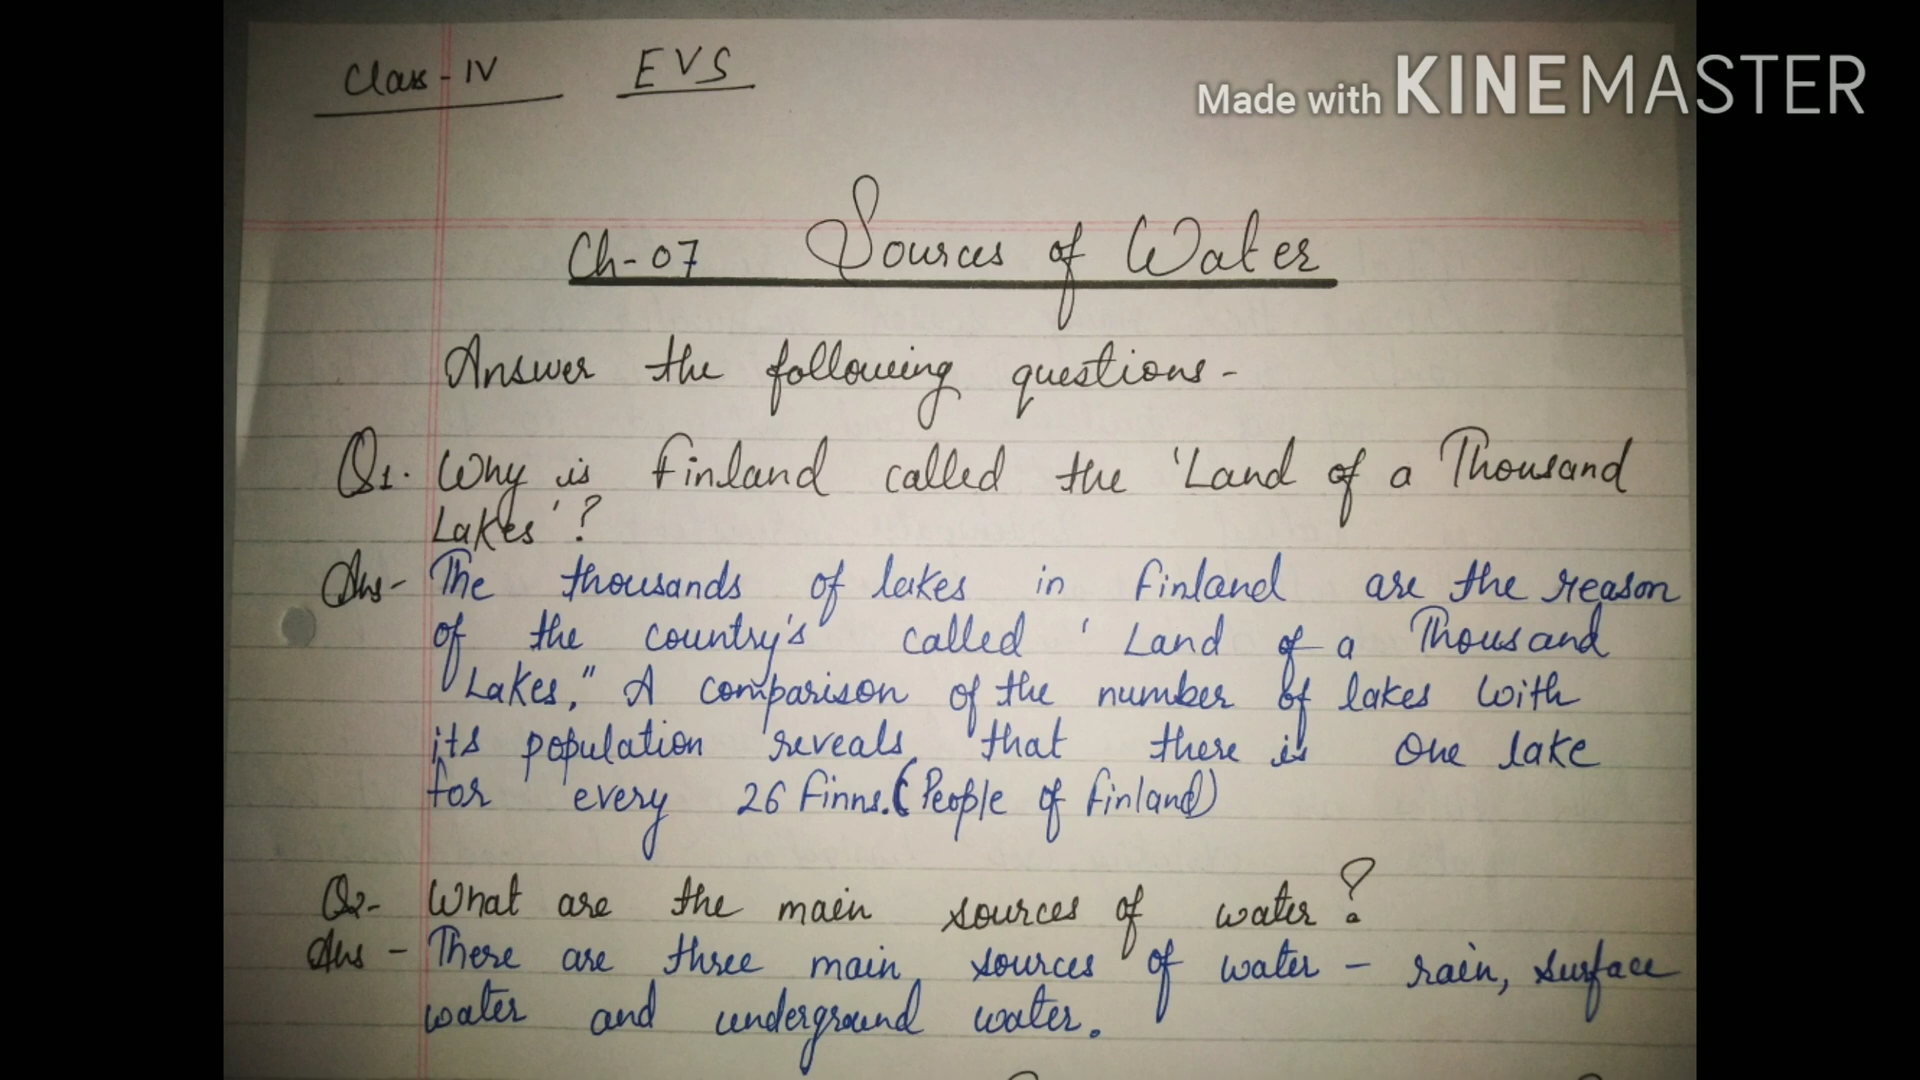 Class - IV EVS
Made with KINEMASTER
Ch-07 Sources of Water
Answer the following questions -
Q1. Why is Finland called the 'Land of a Thousand
Lakes'?
Ans- The thousands of lakes in Finland are the reason
of the country's called ' Land of a Thousand
Lakes," A comparison of the number of lakes with
its population reveals that there is one lake
for every 26 Finns. (People of Finland)
Q2- What are the main sources of water?
Ans - There are three main sources of water - rain, surface
water and underground water.